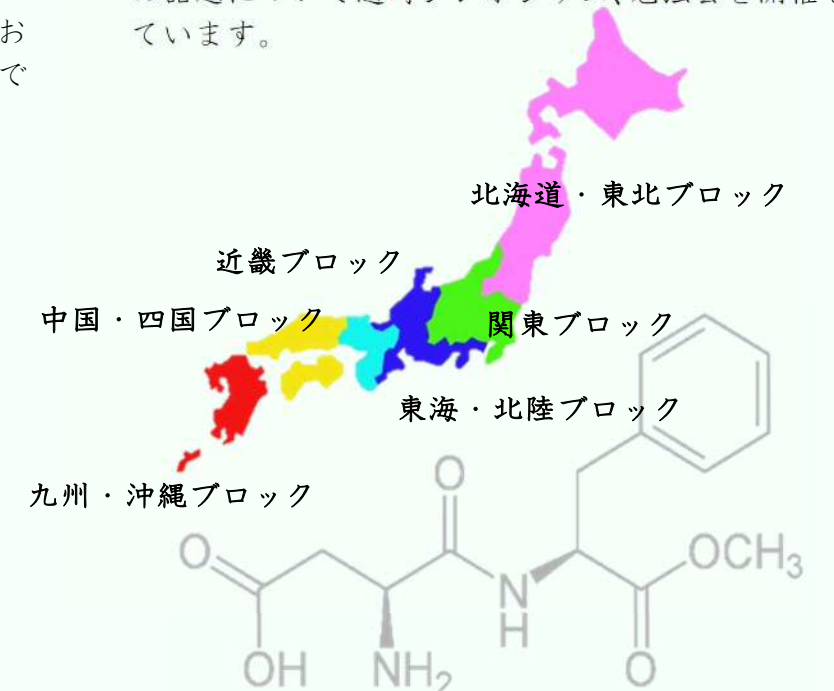 お
で
ています。
北海道・東北ブロック
近畿ブロック
中国・四国ブロック
関東ブロック
東海・北陸ブロック
九州・沖縄ブロック
O
O
OCH3
N
H
OH
NH2
O